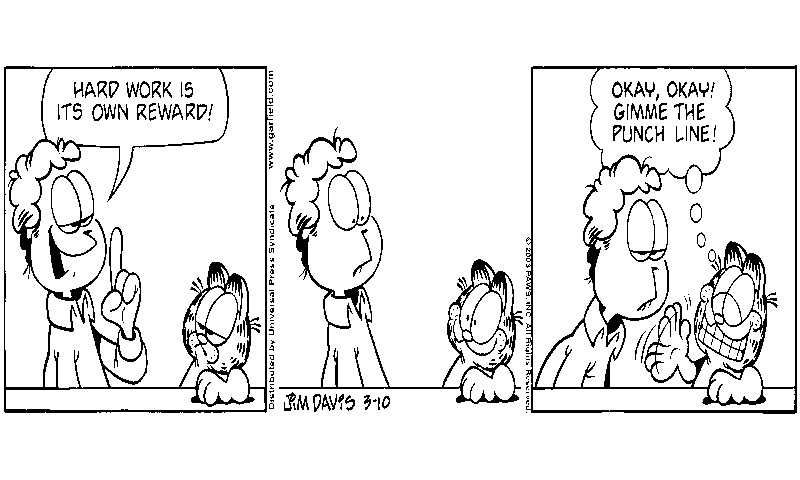 HARD WORK IS
ITS OWN REWARD!
www.garfield.com
Distributed by Universal Press Syndicate
JIM DAVIS 3-10
© 2003 PAWS, INC. All Rights Reserved.
OKAY, OKAY!
GIMME THE
PUNCH LINE!